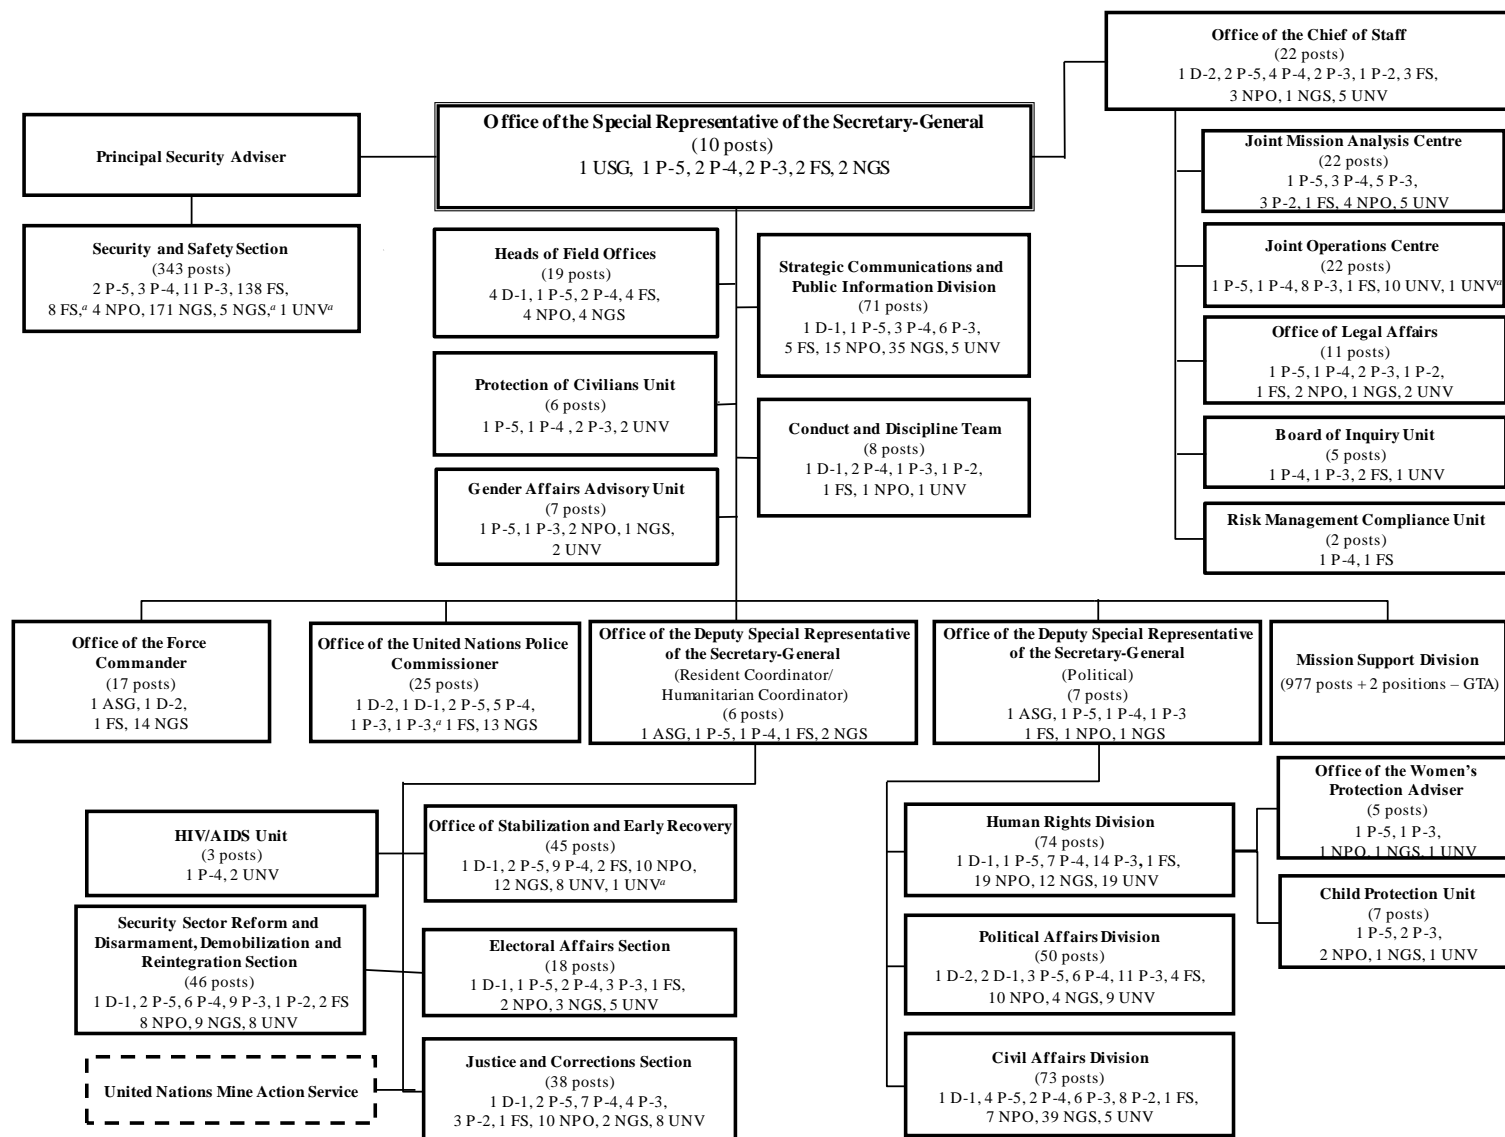 Office of the Chief of Staff
(22 posts)
1 D-2, 2 P-5, 4 P-4, 2 P-3, 1 P-2, 3 FS,
3 NPO, 1 NGS, 5 UNV
Office of the Special Representative of the Secretary-General
(10 posts)
1 USG, 1 P-5, 2 P-4, 2 P-3, 2 FS, 2 NGS
Principal Security Adviser
Joint Mission Analysis Centre
(22 posts)
1 P-5, 3 P-4, 5 P-3,
3 P-2, 1 FS, 4 NPO, 5 UNV
Security and Safety Section
(343 posts)
2 P-5, 3 P-4, 11 P-3, 138 FS,
8 FS,a 4 NPO, 171 NGS, 5 NGS,a 1 UNVa
Heads of Field Offices
(19 posts)
4 D-1, 1 P-5, 2 P-4, 4 FS,
4 NPO, 4 NGS
Strategic Communications and
Public Information Division
(71 posts)
1 D-1, 1 P-5, 3 P-4, 6 P-3,
5 FS, 15 NPO, 35 NGS, 5 UNV
Joint Operations Centre
(22 posts)
1 P-5, 1 P-4, 8 P-3, 1 FS, 10 UNV, 1 UNVa
Office of Legal Affairs
(11 posts)
1 P-5, 1 P-4, 2 P-3, 1 P-2,
1 FS, 2 NPO, 1 NGS, 2 UNV
Protection of Civilians Unit
(6 posts)
1 P-5, 1 P-4 , 2 P-3, 2 UNV
Conduct and Discipline Team
(8 posts)
1 D-1, 2 P-4, 1 P-3, 1 P-2,
1 FS, 1 NPO, 1 UNV
Board of Inquiry Unit
(5 posts)
1 P-4, 1 P-3, 2 FS, 1 UNV
Gender Affairs Advisory Unit
(7 posts)
1 P-5, 1 P-3, 2 NPO, 1 NGS,
2 UNV
Risk Management Compliance Unit
(2 posts)
1 P-4, 1 FS
Office of the Force
Commander
(17 posts)
1 ASG, 1 D-2,
1 FS, 14 NGS
Office of the United Nations Police
Commissioner
(25 posts)
1 D-2, 1 D-1, 2 P-5, 5 P-4,
1 P-3, 1 P-3,a 1 FS, 13 NGS
Office of the Deputy Special Representative
of the Secretary-General
(Resident Coordinator/
Humanitarian Coordinator)
(6 posts)
1 ASG, 1 P-5, 1 P-4, 1 FS, 2 NGS
Office of the Deputy Special Representative
of the Secretary-General
(Political)
(7 posts)
1 ASG, 1 P-5, 1 P-4, 1 P-3
1 FS, 1 NPO, 1 NGS
Mission Support Division
(977 posts + 2 positions – GTA)
Office of the Women's
Protection Adviser
(5 posts)
1 P-5, 1 P-3,
1 NPO, 1 NGS, 1 UNV
HIV/AIDS Unit
(3 posts)
1 P-4, 2 UNV
Office of Stabilization and Early Recovery
(45 posts)
1 D-1, 2 P-5, 9 P-4, 2 FS, 10 NPO,
12 NGS, 8 UNV, 1 UNVa
Human Rights Division
(74 posts)
1 D-1, 1 P-5, 7 P-4, 14 P-3, 1 FS,
19 NPO, 12 NGS, 19 UNV
Child Protection Unit
(7 posts)
1 P-5, 2 P-3,
2 NPO, 1 NGS, 1 UNV
Security Sector Reform and
Disarmament, Demobilization and
Reintegration Section
(46 posts)
1 D-1, 2 P-5, 6 P-4, 9 P-3, 1 P-2, 2 FS
8 NPO, 9 NGS, 8 UNV
Electoral Affairs Section
(18 posts)
1 D-1, 1 P-5, 2 P-4, 3 P-3, 1 FS,
2 NPO, 3 NGS, 5 UNV
Political Affairs Division
(50 posts)
1 D-2, 2 D-1, 3 P-5, 6 P-4, 11 P-3, 4 FS,
10 NPO, 4 NGS, 9 UNV
United Nations Mine Action Service
Justice and Corrections Section
(38 posts)
1 D-1, 2 P-5, 7 P-4, 4 P-3,
3 P-2, 1 FS, 10 NPO, 2 NGS, 8 UNV
Civil Affairs Division
(73 posts)
1 D-1, 4 P-5, 2 P-4, 6 P-3, 8 P-2, 1 FS,
7 NPO, 39 NGS, 5 UNV